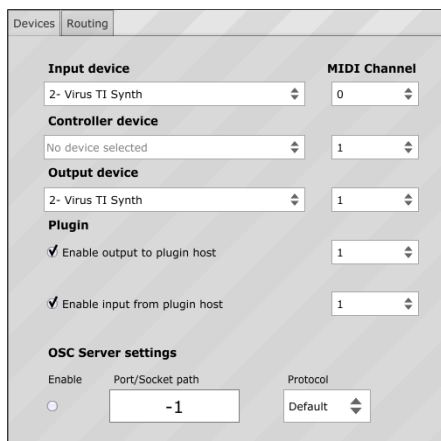 Devices Routing
Input device MIDI Channel
2- Virus TI Synth 0
Controller device
No device selected 1
Output device
2- Virus TI Synth 1
Plugin
Enable output to plugin host 1
Enable input from plugin host 1
OSC Server settings
Enable Port/Socket path Protocol
-1 Default